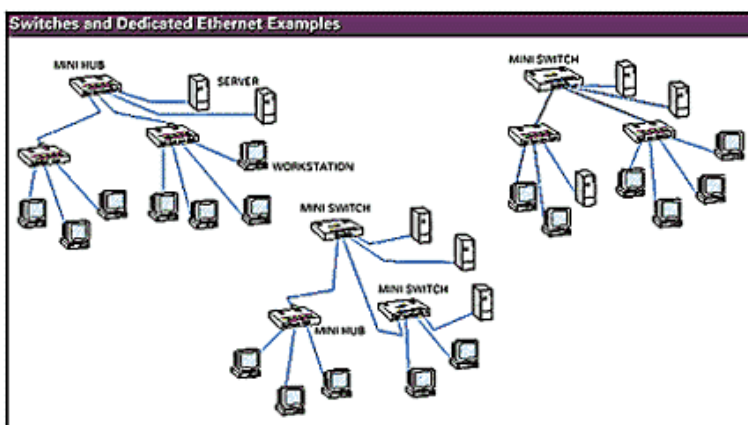 Switches and Dedicated Ethernet Examples
MINI HUB
SERVER
WORKSTATION
MINI SWITCH
MINI SWITCH
MINI SWITCH
MINI HUB